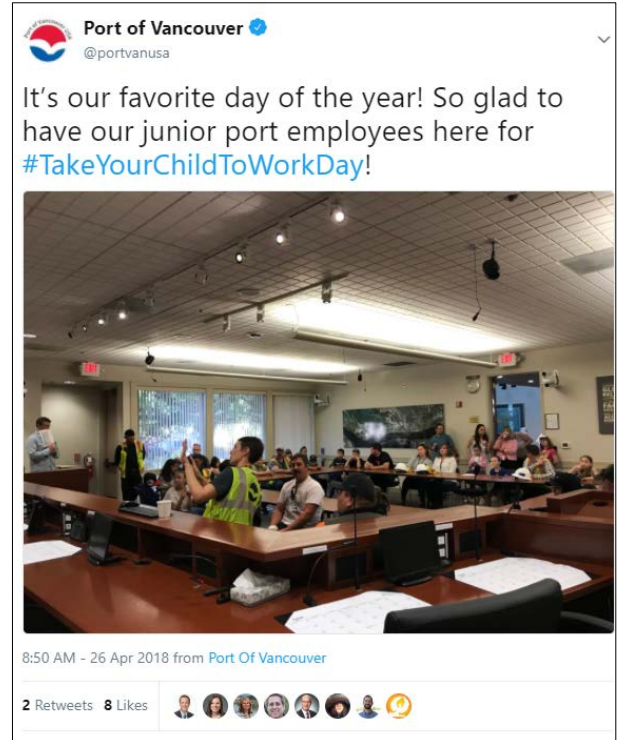 Port of Vancouver
@portvanusa
It's our favorite day of the year! So glad to
have our junior port employees here for
#TakeYourChildToWorkDay!
EXIT
EXIT
8:50 AM - 26 Apr 2018 from Port Of Vancouver
2 Retweets 8 Likes